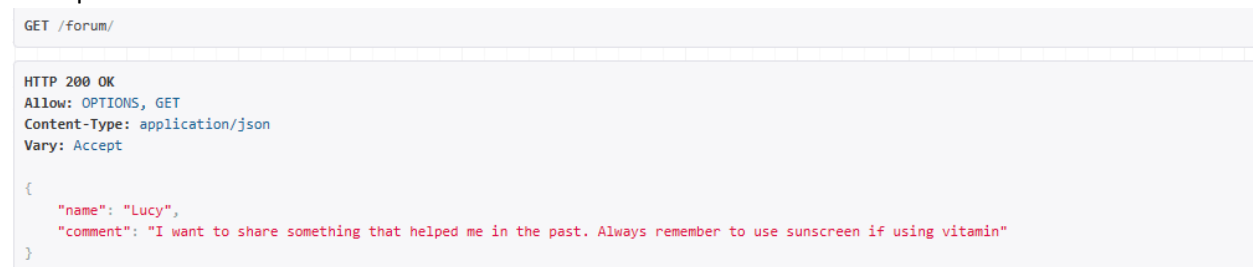 GET /forum/
HTTP 200 OK
Allow: OPTIONS, GET
Content-Type: application/json
Vary: Accept
{
    "name": "Lucy",
    "comment": "I want to share something that helped me in the past. Always remember to use sunscreen if using vitamin"
}